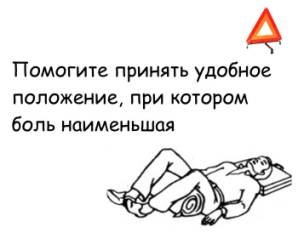 Помогите принять удобное
положение, при котором
боль наименьшая